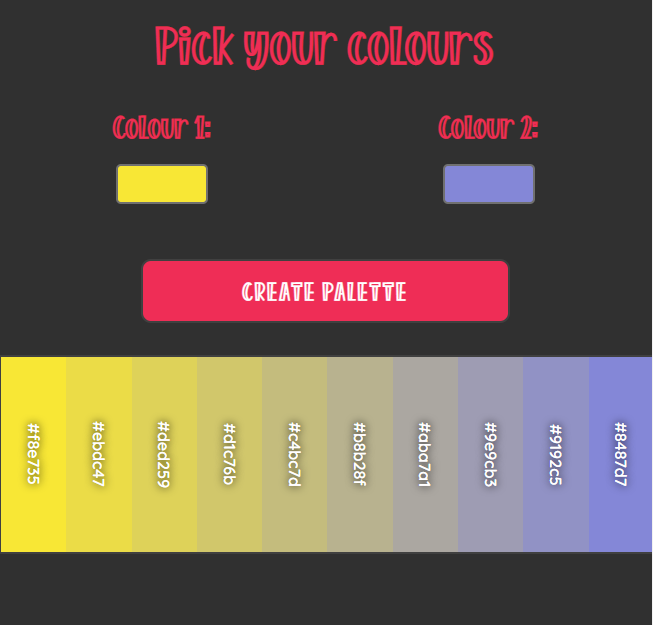 Pick your colours
Colour 1:
Colour 2:
CREATE PALETTE
#f8e735
#ebdc47
#ded259
#d1c76b
#c4bc7d
#b8b28f
#aba7a1
#9e9cb3
#9192c5
#8487d7